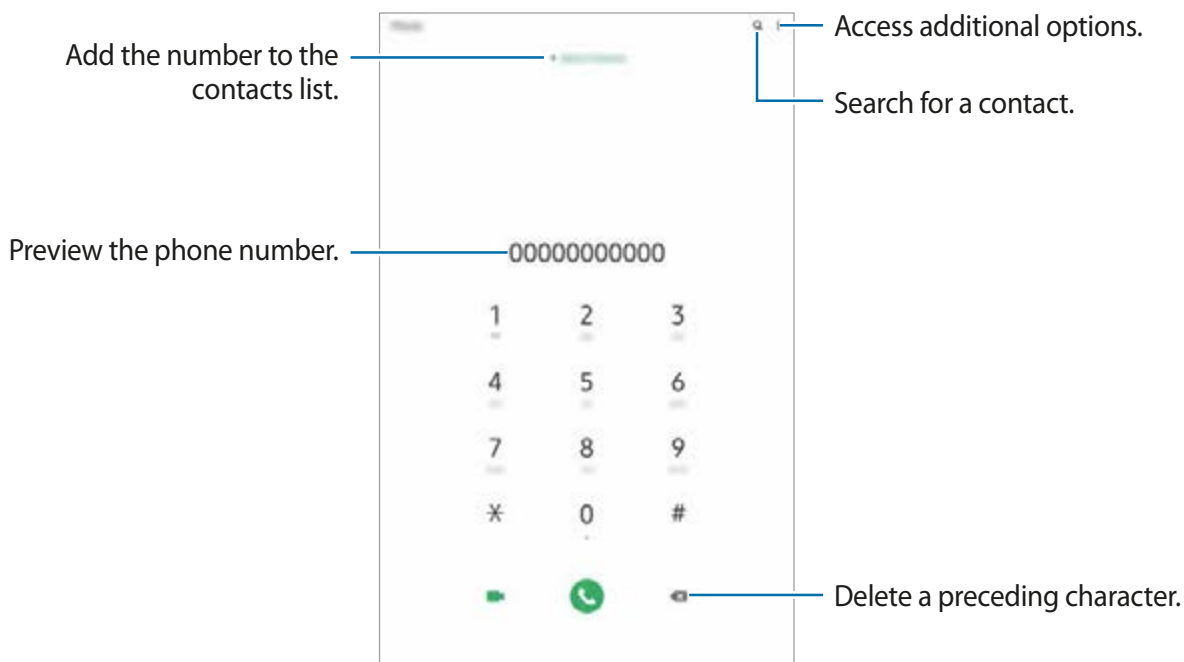 Access additional options.
Add the number to the
contacts list.
Search for a contact.
Preview the phone number.
00000000000
1 2 3
4 5 6
7 8 9
* 0 #
Delete a preceding character.